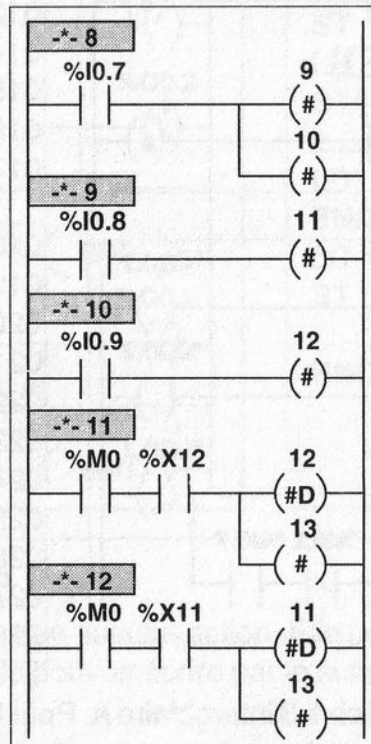 -*- 8
%I0.7
9
(#)
10
(#)
-*- 9
%I0.8
11
(#)
-*- 10
%I0.9
12
(#)
-*- 11
%M0 %X12
12
(#D)
13
(#)
-*- 12
%M0 %X11
11
(#D)
13
(#)